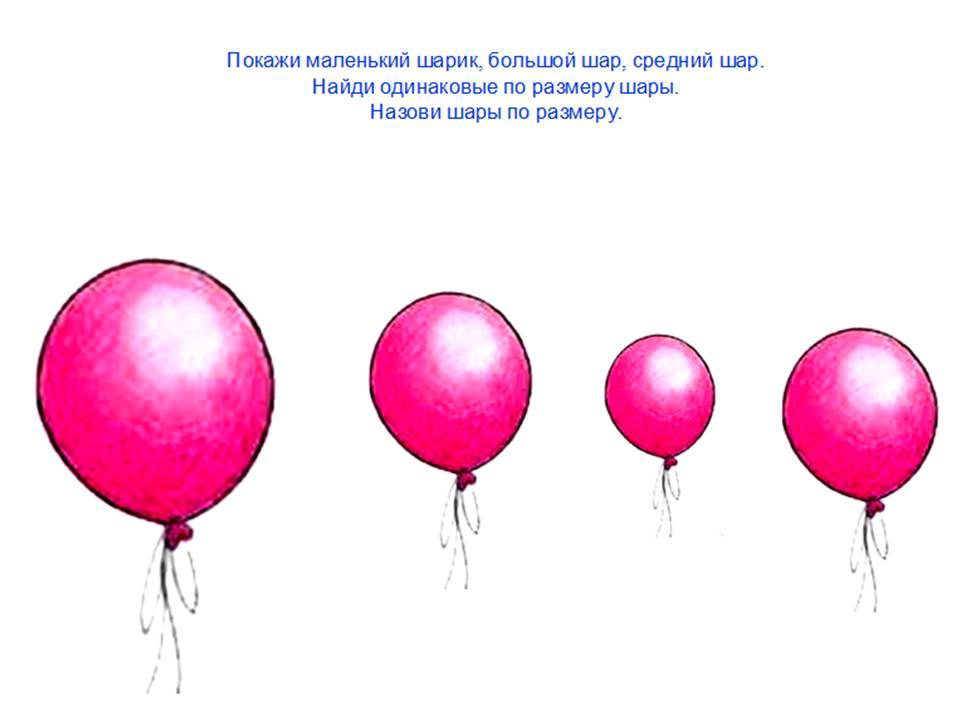 Покажи маленький шарик, большой шар, средний шар.
Найди одинаковые по размеру шары.
Назови шары по размеру.